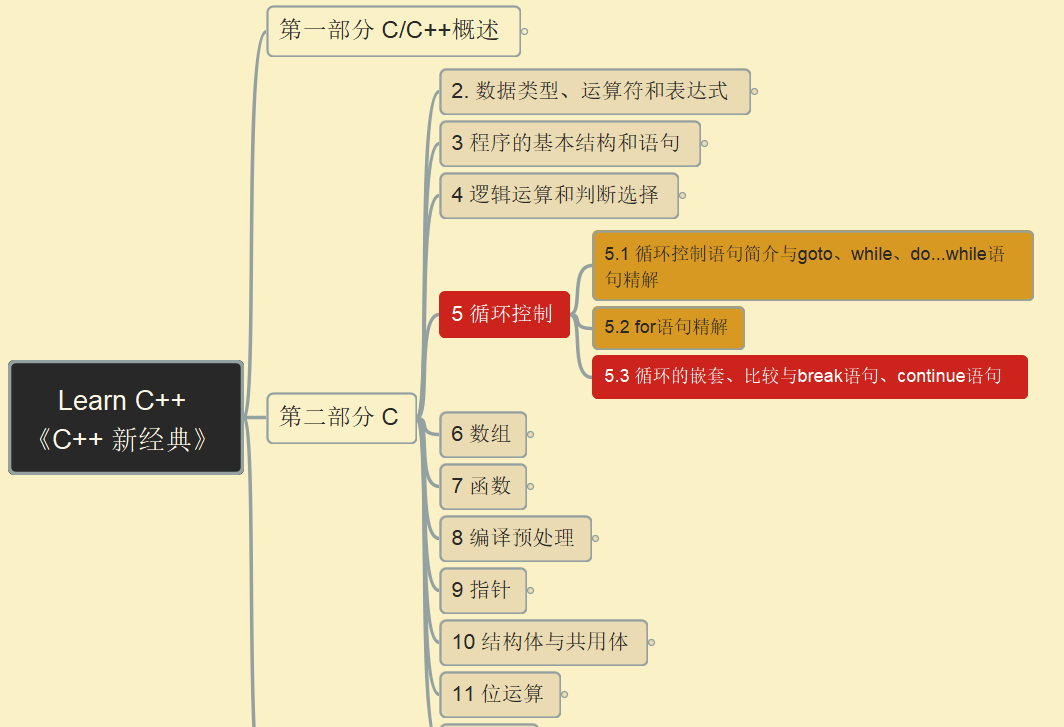 第一部分 C/C++概述
2. 数据类型、运算符和表达式
3 程序的基本结构和语句
4 逻辑运算和判断选择
5.1 循环控制语句简介与goto、while、do...while语
句精解
5 循环控制
5.2 for语句精解
5.3 循环的嵌套、比较与break语句、continue语句
Learn C++
《C++ 新经典》
第二部分 C
6 数组
7 函数
8 编译预处理
9 指针
10 结构体与共用体
11 位运算